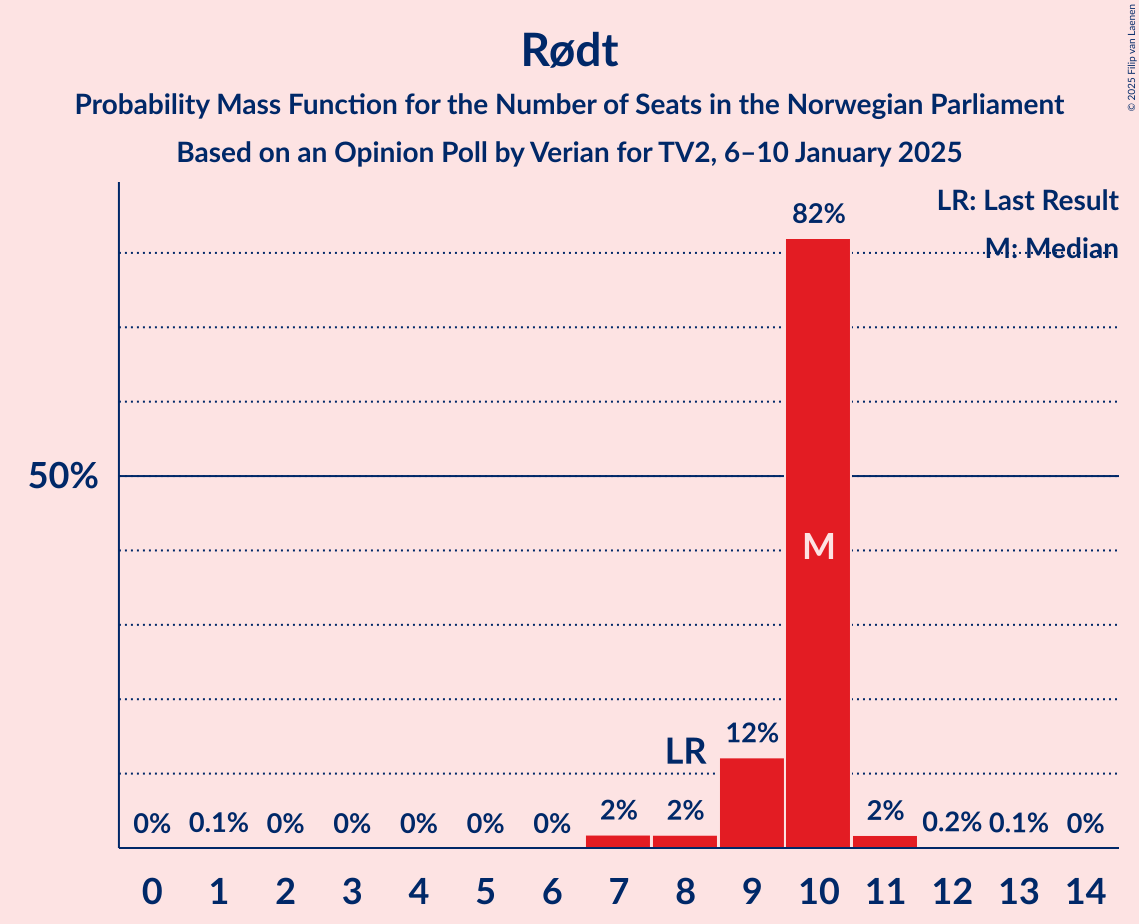 Rødt
Probability Mass Function for the Number of Seats in the Norwegian Parliament
Based on an Opinion Poll by Verian for TV2, 6–10 January 2025
© 2025 Filip van Laenen
LR: Last Result
M: Median
82%
50%
M
LR
12%
0% 0.1% 0% 0% 0% 0% 0% 2% 2% 2% 0.2% 0.1% 0%
0 1 2 3 4 5 6 7 8 9 10 11 12 13 14